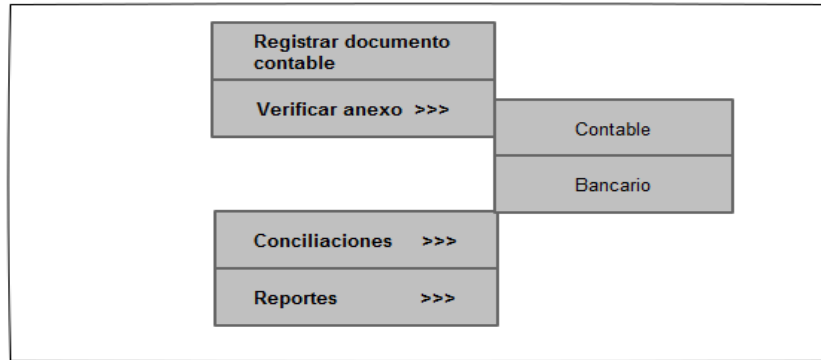 Registrar documento
contable
Verificar anexo >>>
Contable
Bancario
Conciliaciones >>>
Reportes >>>